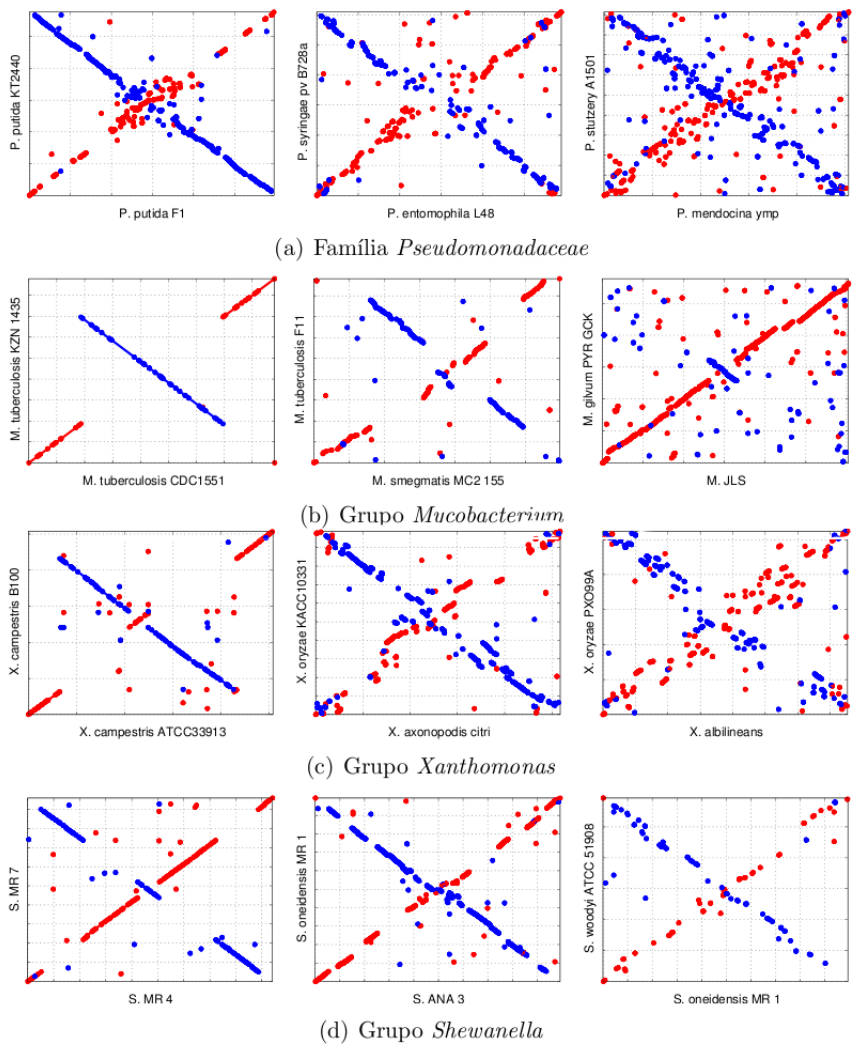 P. putida KT2440
P. putida F1
P. syringae pv B728a
P. entomophila L48
P. stutzery A1501
P. mendocina ymp
(a) Família Pseudomonadaceae
M. tuberculosis KZN 1435
M. tuberculosis CDC1551
M. tuberculosis F11
M. smegmatis MC2 155
M. gilvum PYR GCK
M. JLS
(b) Grupo Mucobacterium
X. campestris B100
X. campestris ATCC33913
X. oryzae KACC10331
X. axonopodis citri
X. oryzae PXO99A
X. albilineans
(c) Grupo Xanthomonas
S. MR 7
S. MR 4
S. oneidensis MR 1
S. ANA 3
S. woodyi ATCC 51908
S. oneidensis MR 1
(d) Grupo Shewanella